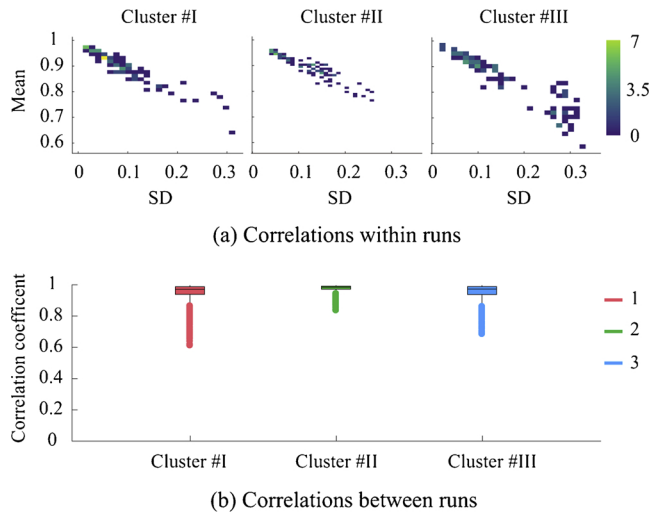 Cluster #I Cluster #II Cluster #III
1
0.9
0.8
0.7
0.6
Mean
7
3.5
0
0 0.1 0.2 0.3 0 0.1 0.2 0.3 0 0.1 0.2 0.3
SD SD SD
(a) Correlations within runs
1
0.8
0.6
0.4
0.2
0
Correlation coefficent
1
2
3
Cluster #I Cluster #II Cluster #III
(b) Correlations between runs